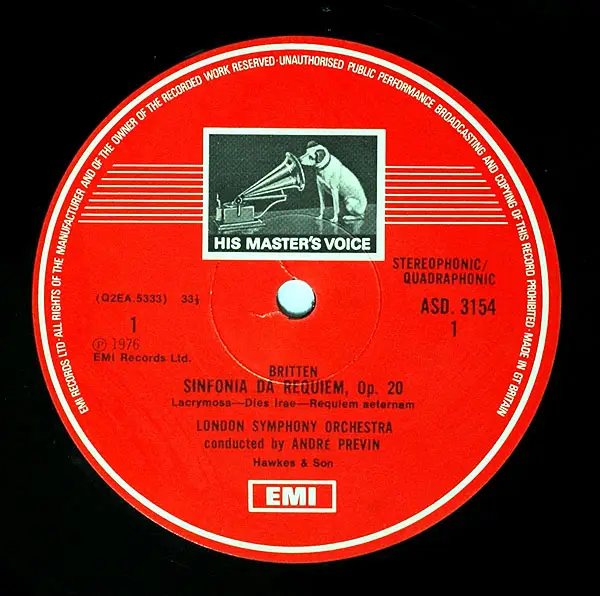 EMI RECORDS LTD·ALL RIGHTS OF THE MANUFACTURER AND OF THE OWNER OF THE RECORDED WORK RESERVED·UNAUTHORISED PUBLIC PERFORMANCE BROADCASTING AND COPYING OF THIS RECORD PROHIBITED·MADE IN GT BRITAIN
HIS MASTER'S VOICE
STEREOPHONIC/
QUADRAPHONIC
(Q2EA.5333) 33⅓
ASD. 3154
1
1
℗ 1976
EMI Records Ltd.
BRITTEN
SINFONIA DA REQUIEM, Op. 20
Lacrymosa—Dies Irae—Requiem aeternam
LONDON SYMPHONY ORCHESTRA
conducted by ANDRÉ PREVIN
Hawkes & Son
EMI